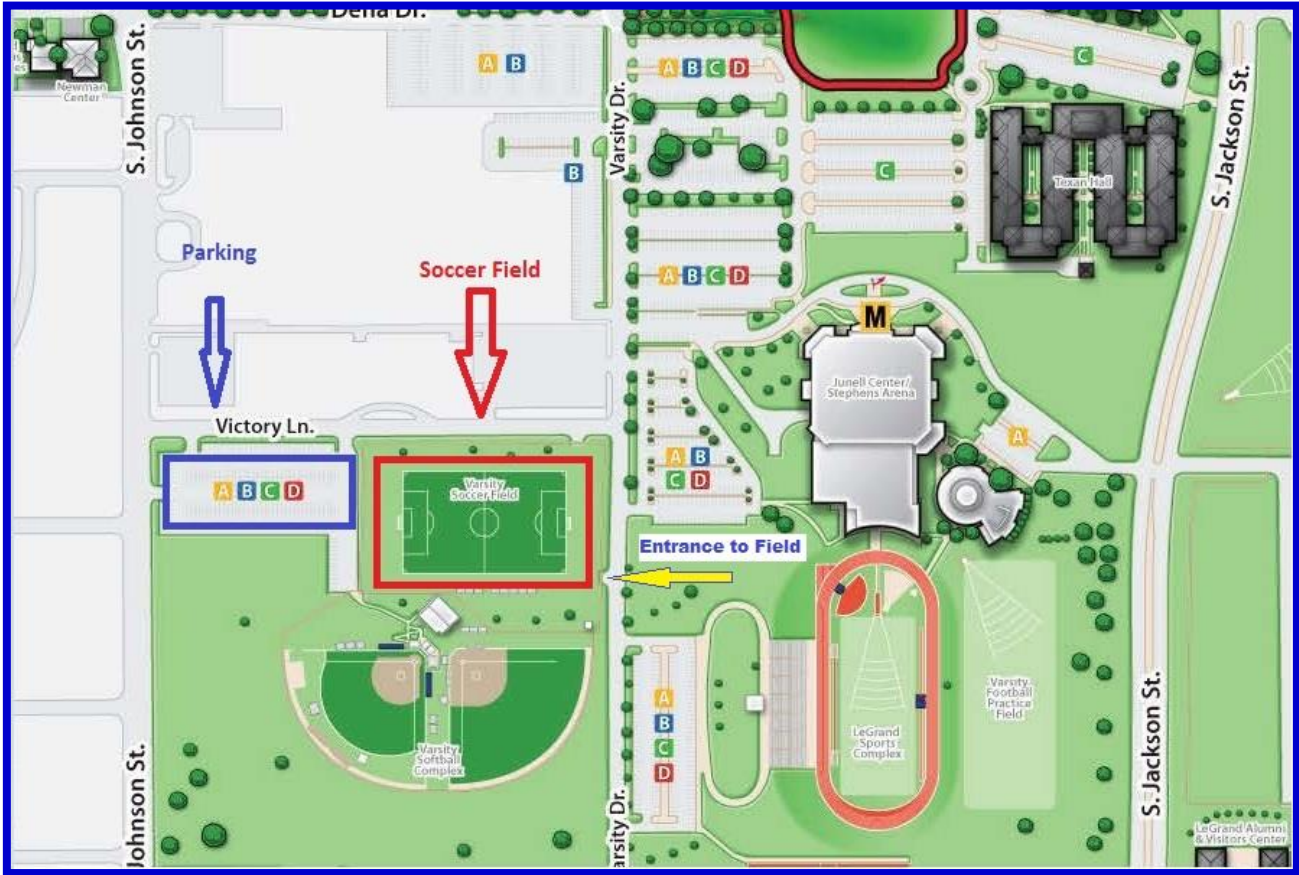 Dena Dr.
S. Johnson St.
Newman
Center
A B
Varsity Dr.
A B C D
C
S. Jackson St.
B
C
Texan Hall
Parking
Soccer Field
A B C D
M
Junell Center/
Stephens Arena
Victory Ln.
A
A B
C D
A B C D
Varsity
Soccer Field
Entrance to Field
A
B
C
D
Varsity
Football
Practice
Field
LeGrand
Sports
Complex
Varsity
Softball
Complex
S. Jackson St.
Johnson St.
arsity Dr.
LeGrand Alumni
& Visitors Center